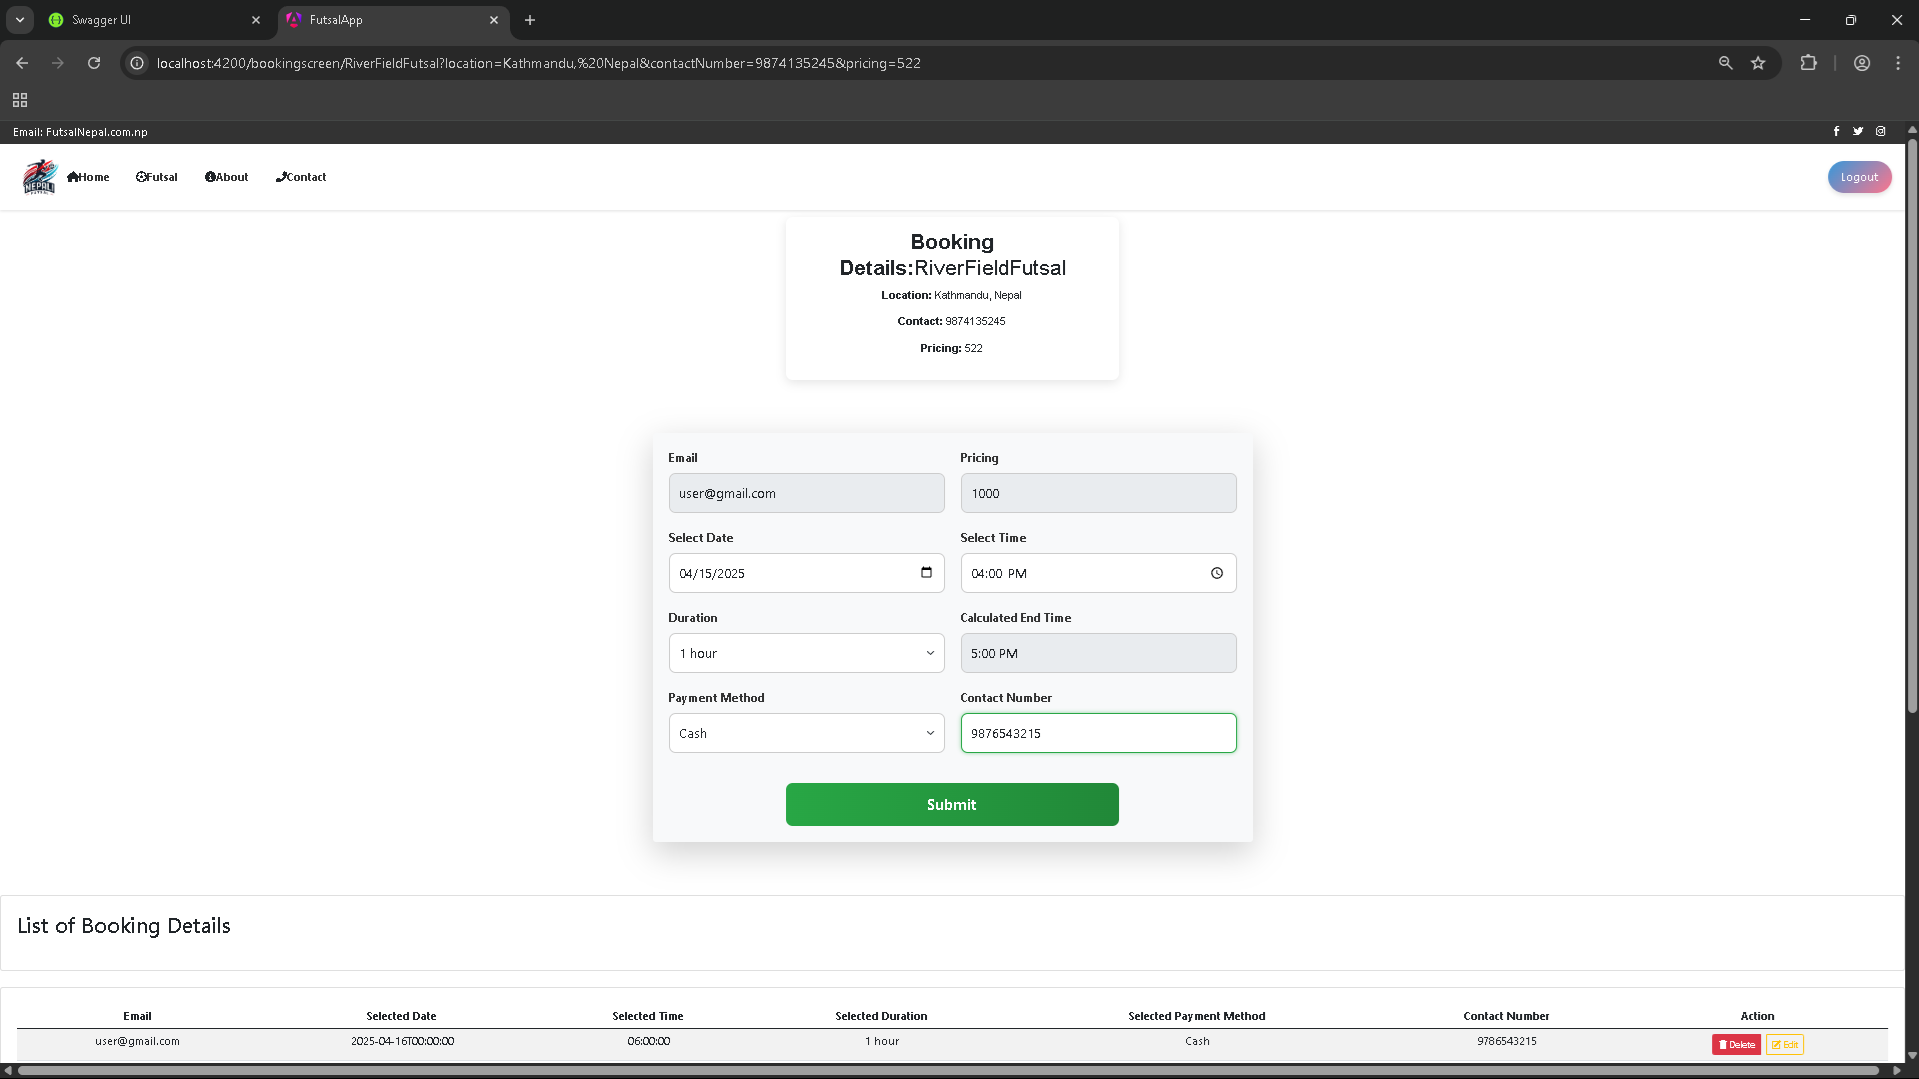 Swagger UI
FutsalApp
localhost:4200/bookingscreen/RiverFieldFutsal?location=Kathmandu,%20Nepal&contactNumber=9874135245&pricing=522
Email: FutsalNepal.com.np
NEPALI
Home
Futsal
About
Contact
Logout
Booking
Details:RiverFieldFutsal
Location: Kathmandu, Nepal
Contact: 9874135245
Pricing: 522
Email Pricing
user@gmail.com 1000
Select Date Select Time
04/15/2025 04:00 PM
Duration Calculated End Time
1 hour 5:00 PM
Payment Method Contact Number
Cash 9876543215
Submit
List of Booking Details
Email Selected Date Selected Time Selected Duration Selected Payment Method Contact Number Action
user@gmail.com 2025-04-16T00:00:00 06:00:00 1 hour Cash 9786543215 Delete Edit